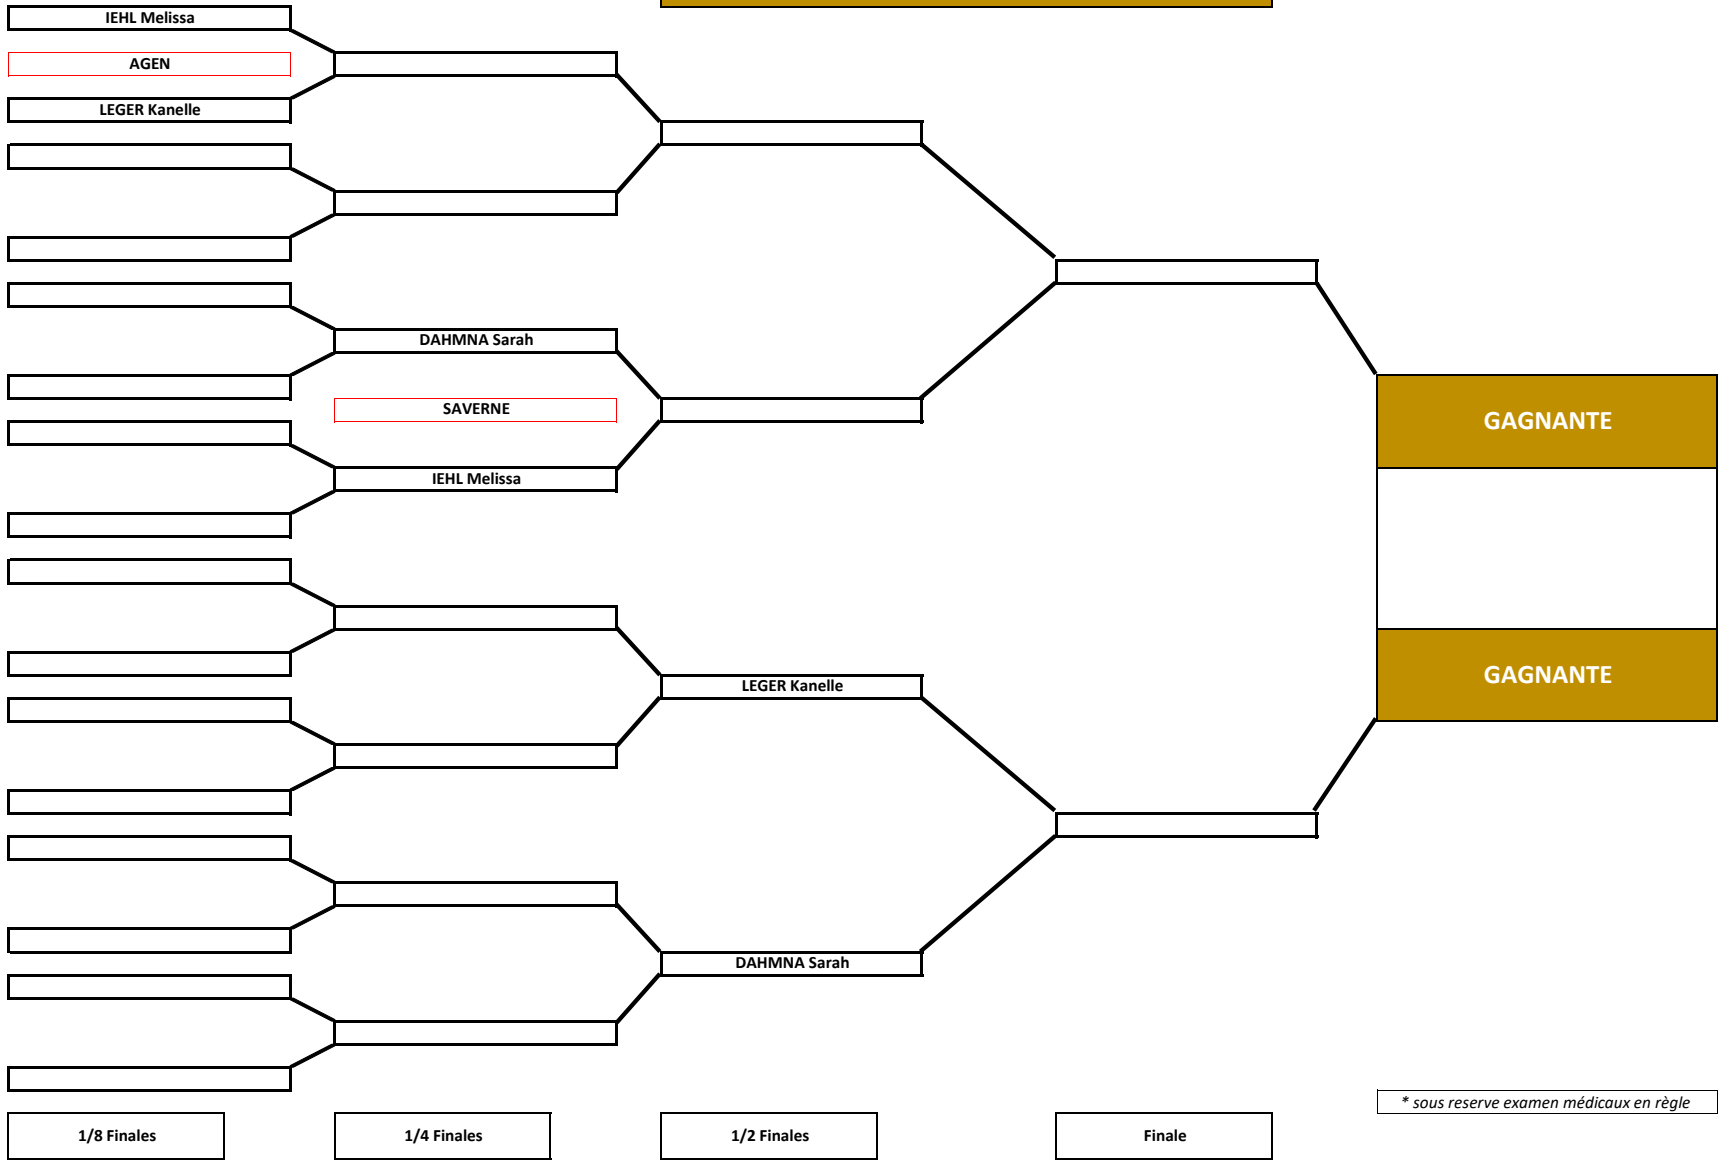 IEHL Melissa
AGEN
LEGER Kanelle
DAHMNA Sarah
SAVERNE
GAGNANTE
IEHL Melissa
GAGNANTE
LEGER Kanelle
DAHMNA Sarah
* sous reserve examen médicaux en règle
1/8 Finales
1/4 Finales
1/2 Finales
Finale